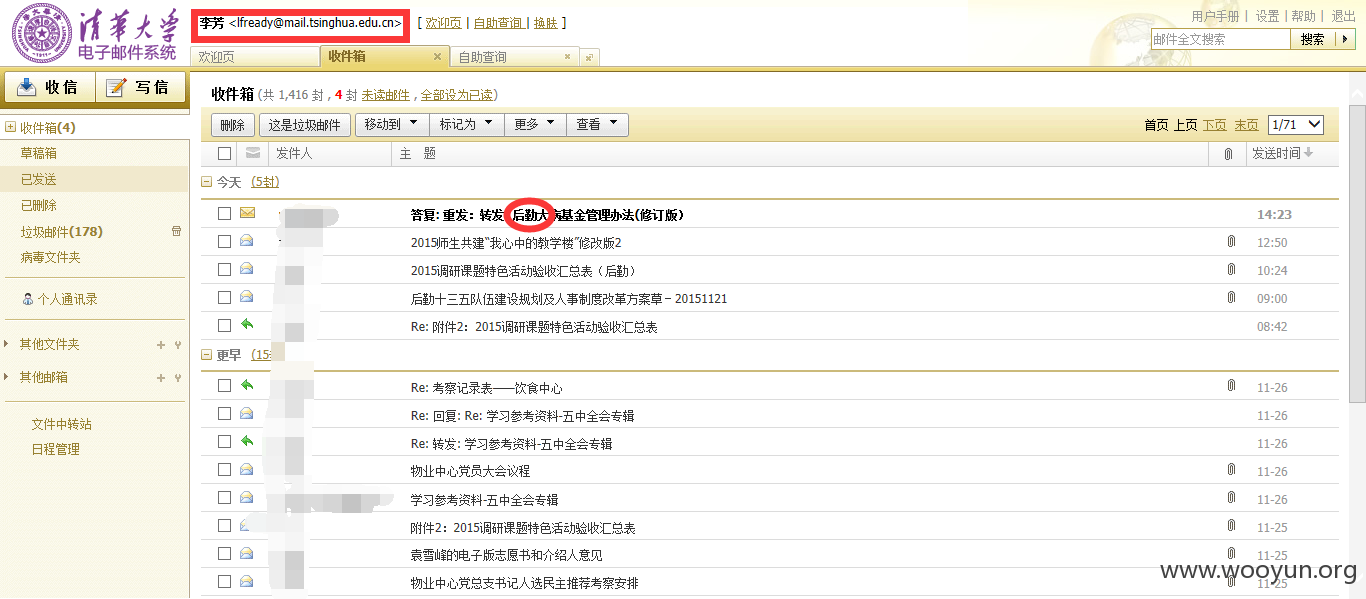 清华大学
电子邮件系统
李芳 <lfready@mail.tsinghua.edu.cn> [ 欢迎页 | 自助查询 | 换肤 ]
用户手册 | 设置 | 帮助 | 退出
邮件全文搜索 搜索
欢迎页 收件箱 × 自助查询 ×
收信 写信
收件箱(4)
草稿箱
已发送
已删除
垃圾邮件(178)
病毒文件夹
个人通讯录
其他文件夹
其他邮箱
文件中转站
日程管理
收件箱 (共 1,416 封 , 4 封 未读邮件 , 全部设为已读)
删除 这是垃圾邮件 移动到 标记为 更多 查看 首页 上页 下页 末页 1/71
发件人 主 题 发送时间
今天 (5封)
答复: 重发：转发 后勤大病基金管理办法(修订版) 14:23
2015师生共建“我心中的教学楼”修改版2 12:50
2015调研课题特色活动验收汇总表（后勤） 10:24
后勤十三五队伍建设规划及人事制度改革方案草－20151121 09:00
Re: 附件2：2015调研课题特色活动验收汇总表 08:42
更早 (15
Re: 考察记录表——饮食中心 11-26
Re: 回复: Re: 学习参考资料-五中全会专辑 11-26
Re: 转发: 学习参考资料-五中全会专辑 11-26
物业中心党员大会议程 11-26
学习参考资料-五中全会专辑 11-26
附件2：2015调研课题特色活动验收汇总表 11-25
袁雪峰的电子版志愿书和介绍人意见 11-25
物业中心党总支书记人选民主推荐考察安排 11-25
www.wooyun.org